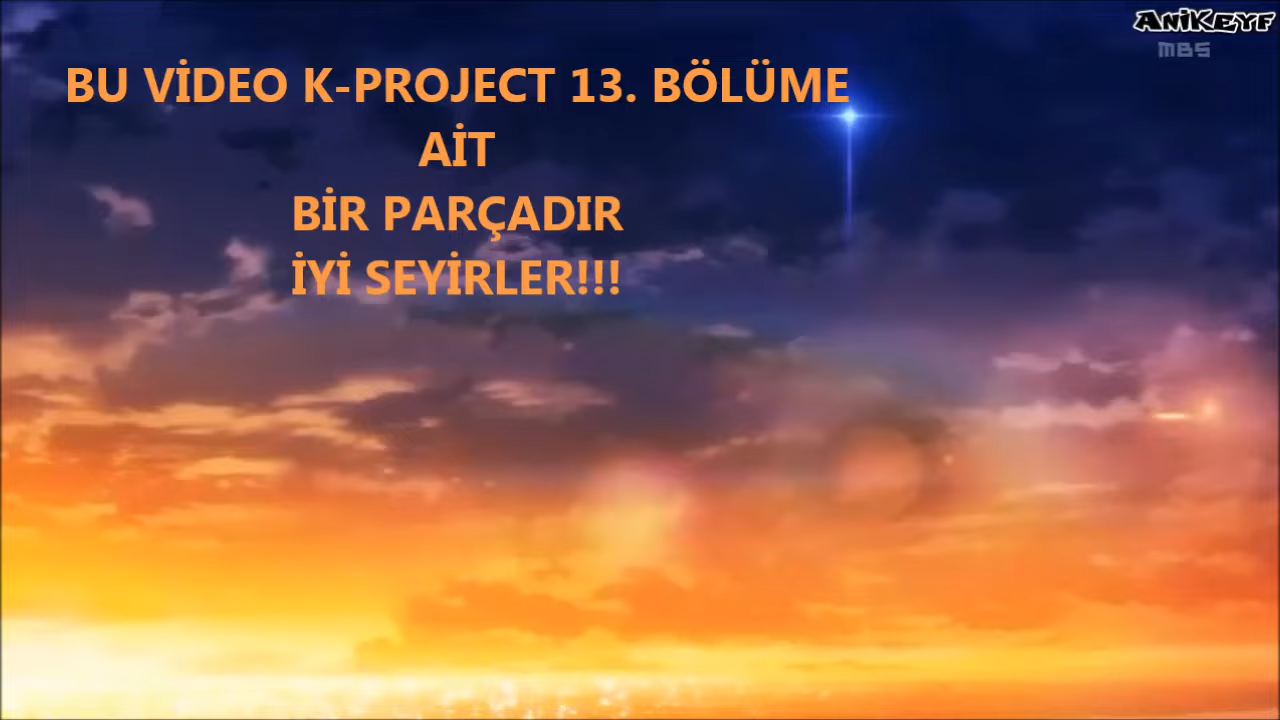 AniKeyf
MBS
BU VİDEO K-PROJECT 13. BÖLÜME
AİT
BİR PARÇADIR
İYİ SEYİRLER!!!